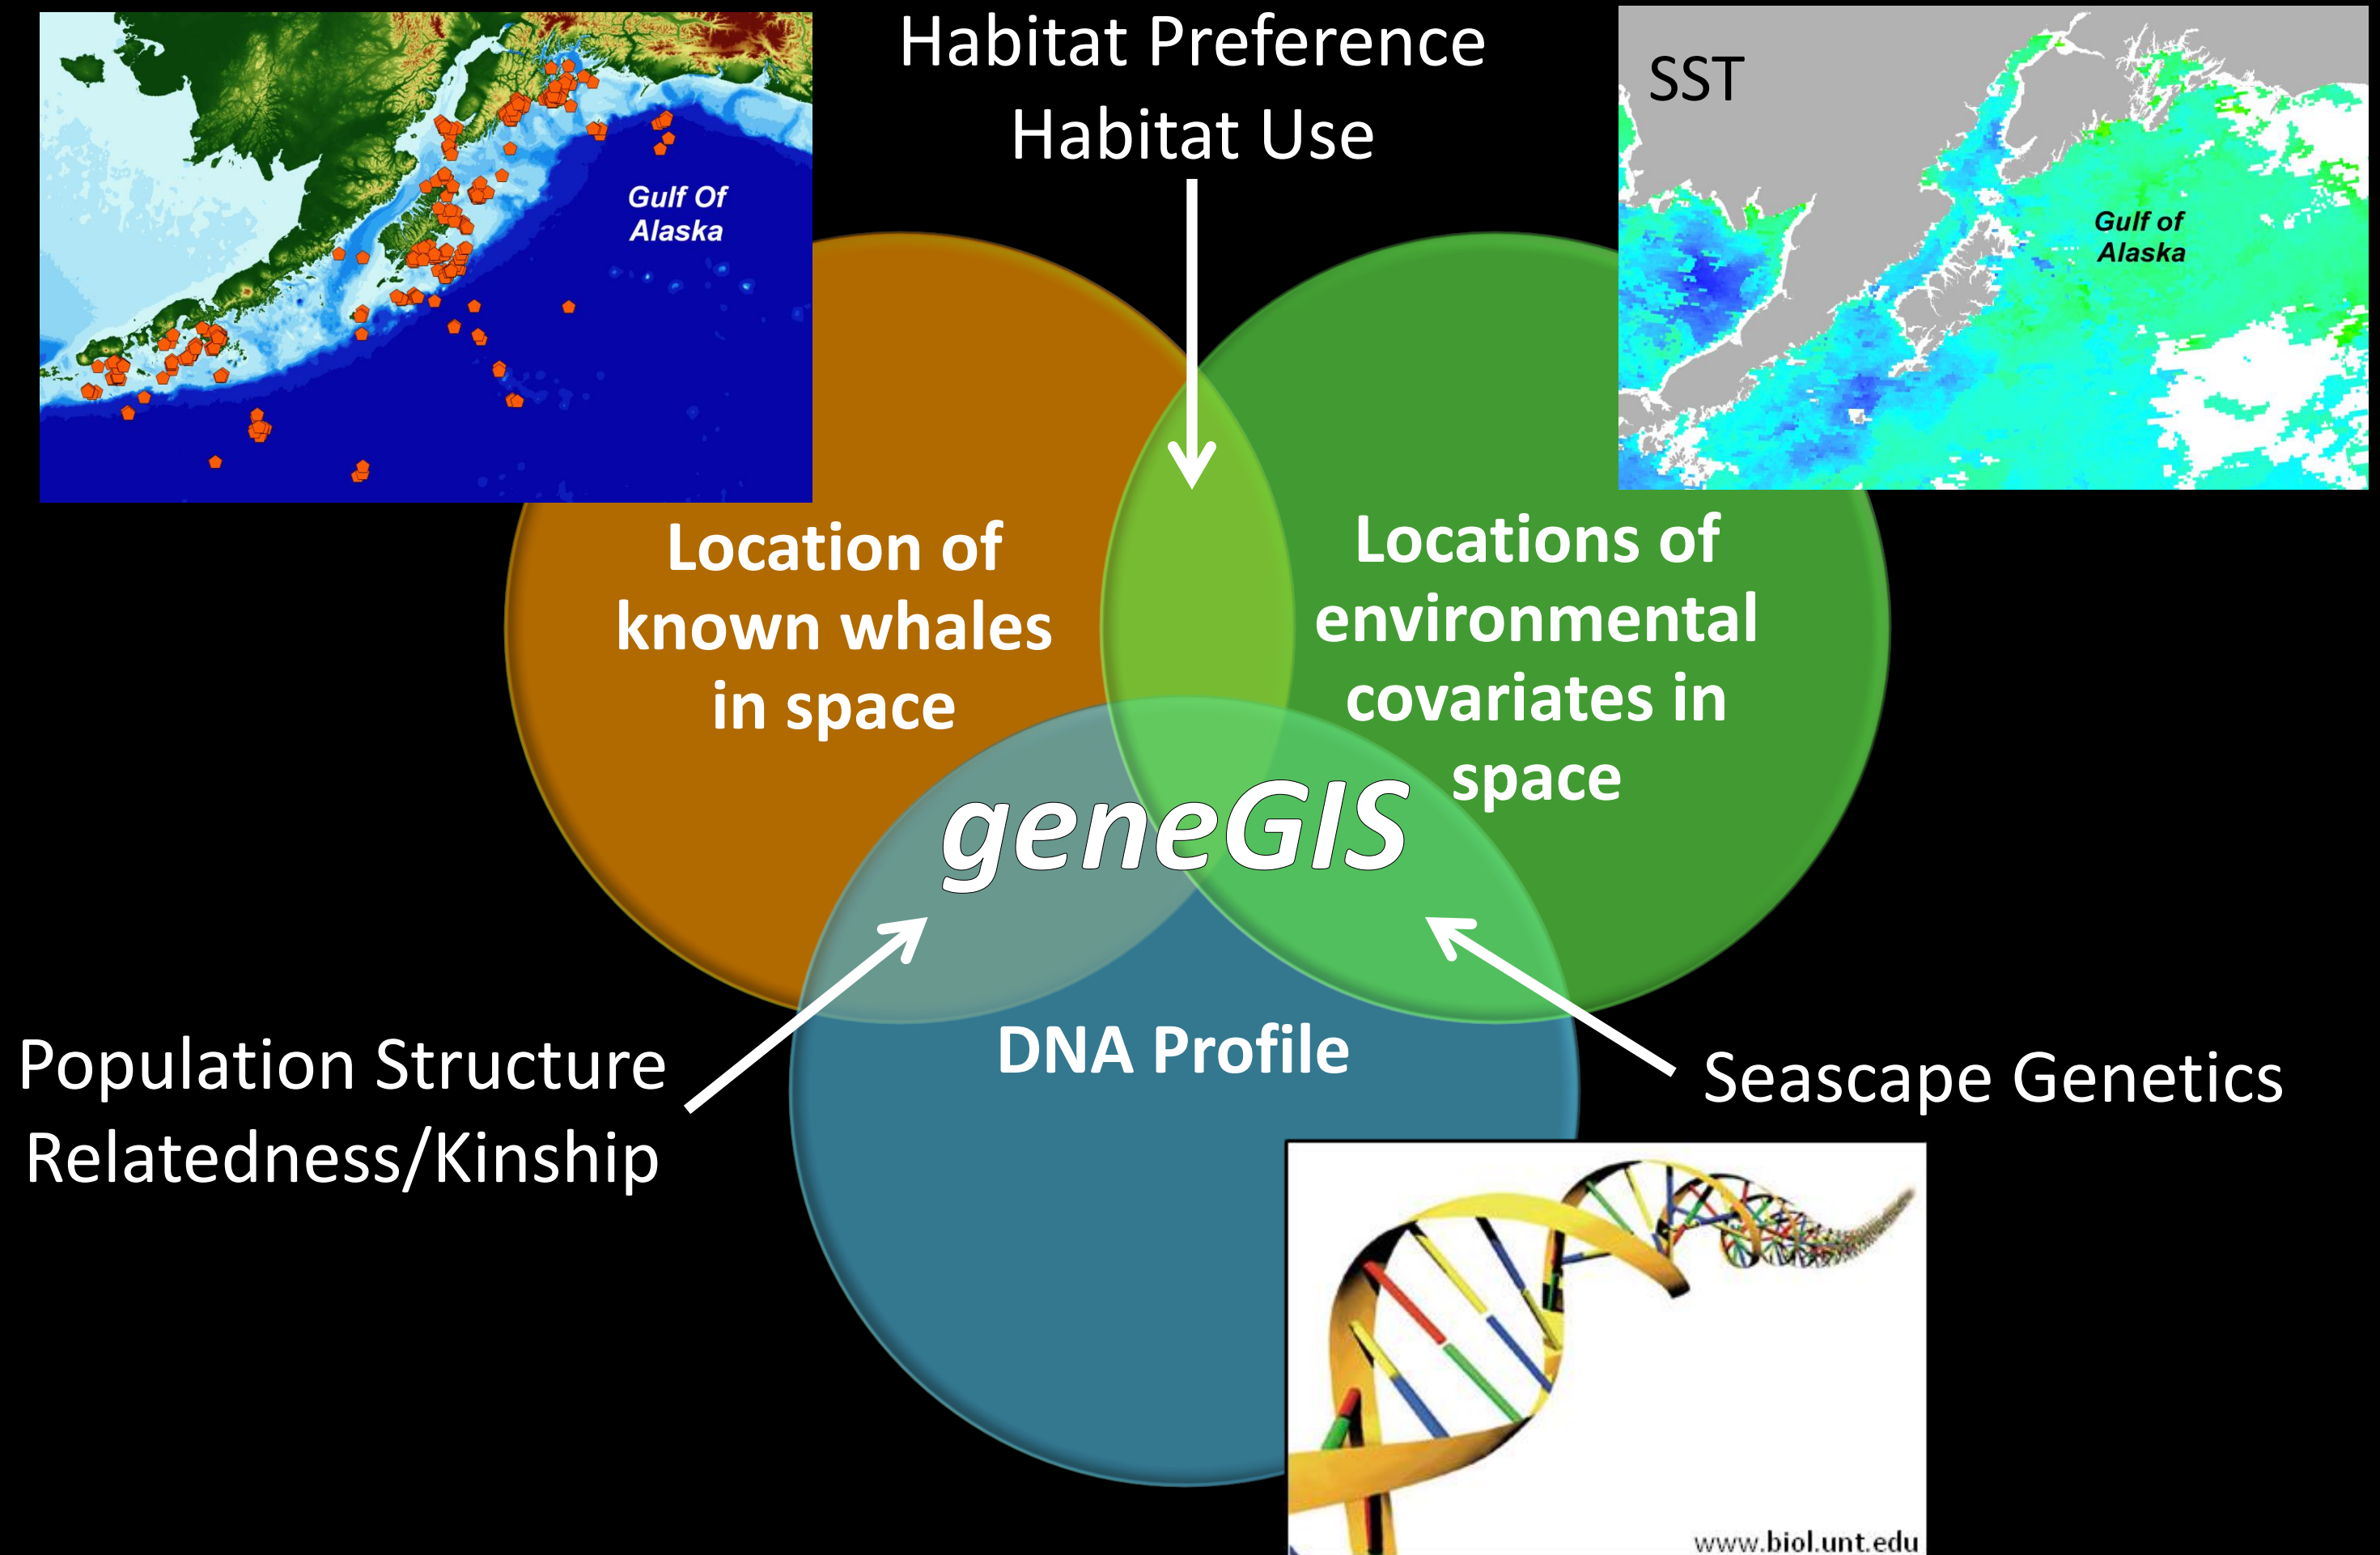 Habitat Preference
Habitat Use
Gulf Of
Alaska
SST
Gulf of
Alaska
Location of
known whales
in space
Locations of
environmental
covariates in
space
geneGIS
DNA Profile
Population Structure
Relatedness/Kinship
Seascape Genetics
www.biol.unt.edu